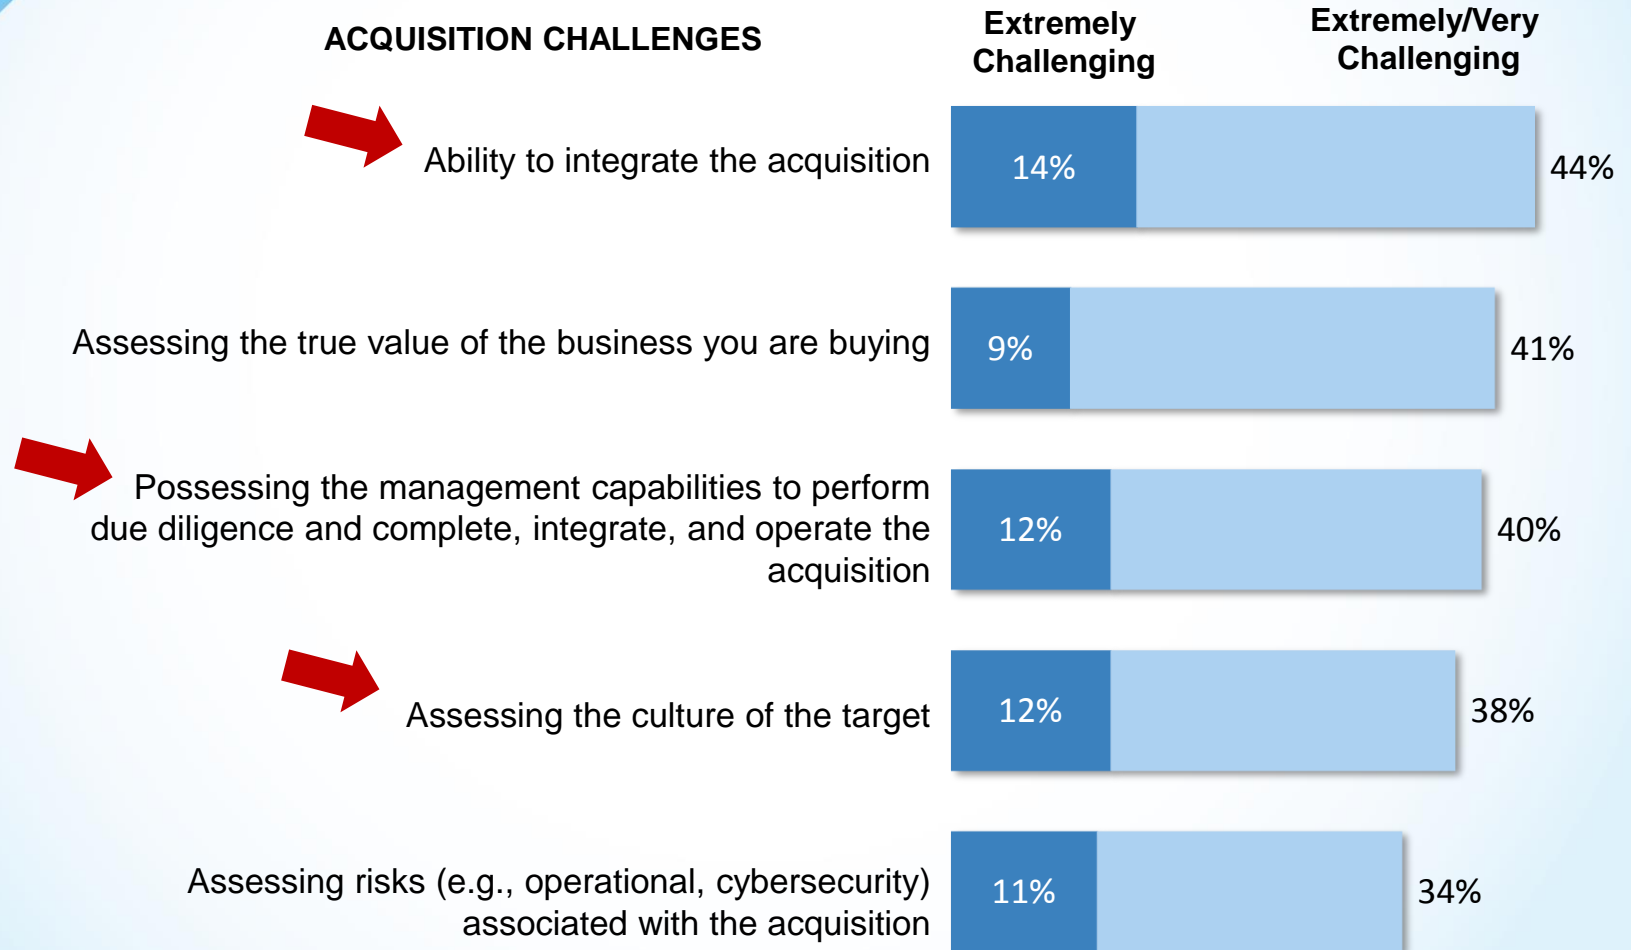 ACQUISITION CHALLENGES
Extremely
Challenging
Extremely/Very
Challenging
Ability to integrate the acquisition
14%
44%
Assessing the true value of the business you are buying
9%
41%
Possessing the management capabilities to perform
due diligence and complete, integrate, and operate the
acquisition
12%
40%
Assessing the culture of the target
12%
38%
Assessing risks (e.g., operational, cybersecurity)
associated with the acquisition
11%
34%